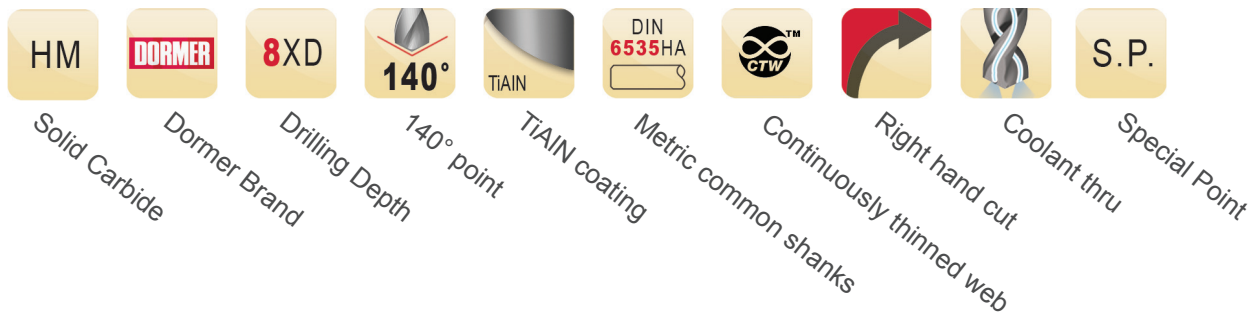 HM
DORMER
8XD
140°
TiAlN
DIN
6535HA
CTW
TM
S.P.
Solid Carbide
Dormer Brand
Drilling Depth
140° point
TiAlN coating
Metric common shanks
Continuously thinned web
Right hand cut
Coolant thru
Special Point